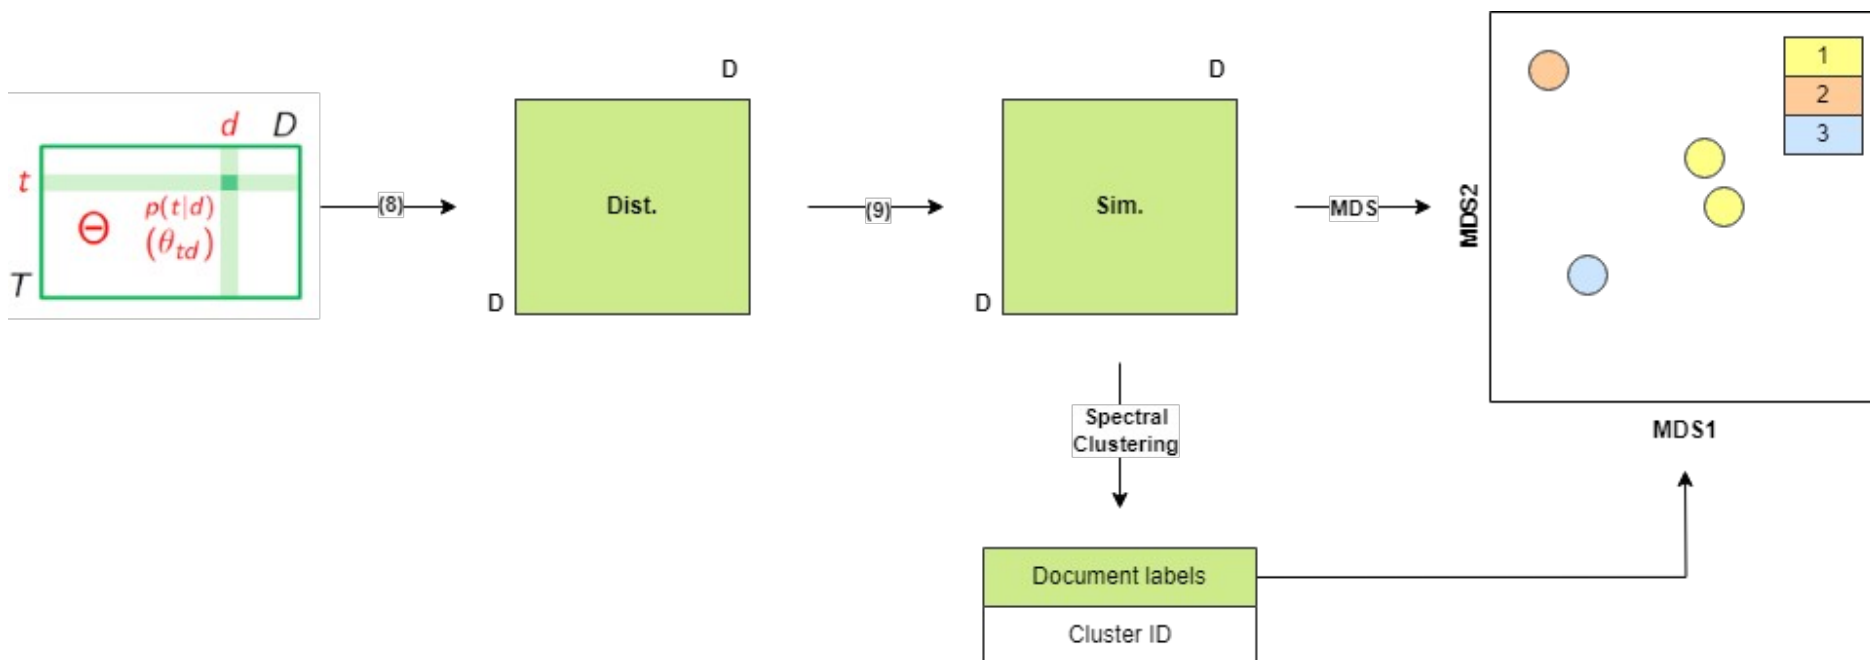 d D
t
p(t|d)
Θ
(θtd)
T
(8)
D
Dist.
D
(9)
D
Sim.
D
MDS
Spectral
Clustering
Document labels
Cluster ID
1
2
3
MDS2
MDS1